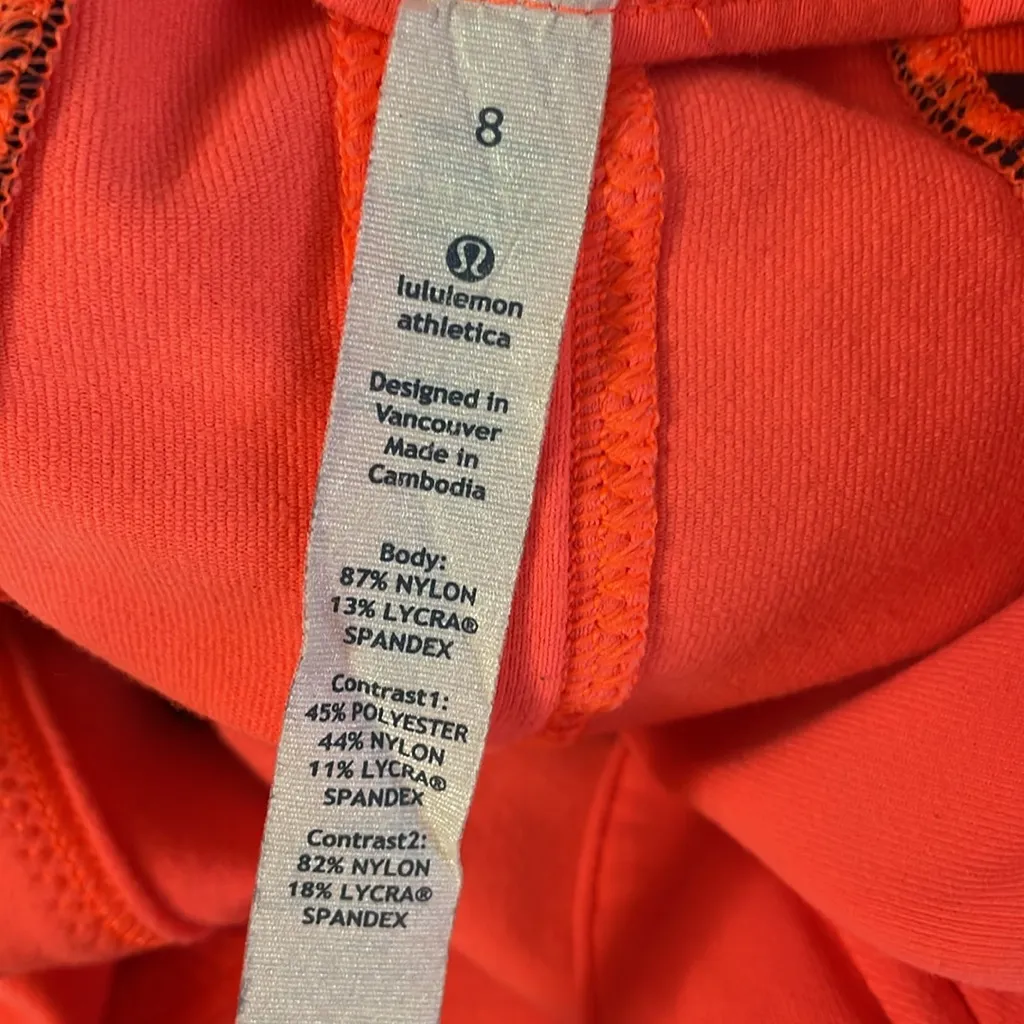 8
lululemon
athletica
Designed in
Vancouver
Made in
Cambodia
Body:
87% NYLON
13% LYCRA®
SPANDEX
Contrast1:
45% POLYESTER
44% NYLON
11% LYCRA®
SPANDEX
Contrast2:
82% NYLON
18% LYCRA®
SPANDEX